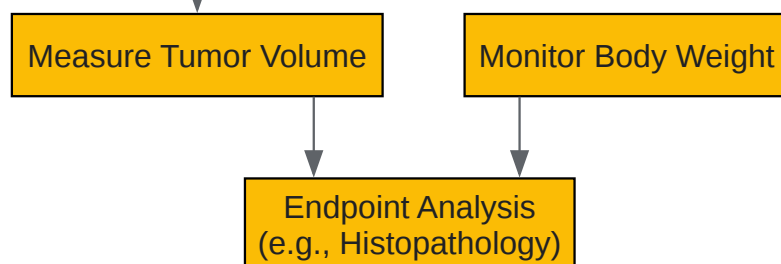 Measure Tumor Volume
Monitor Body Weight
Endpoint Analysis
(e.g., Histopathology)